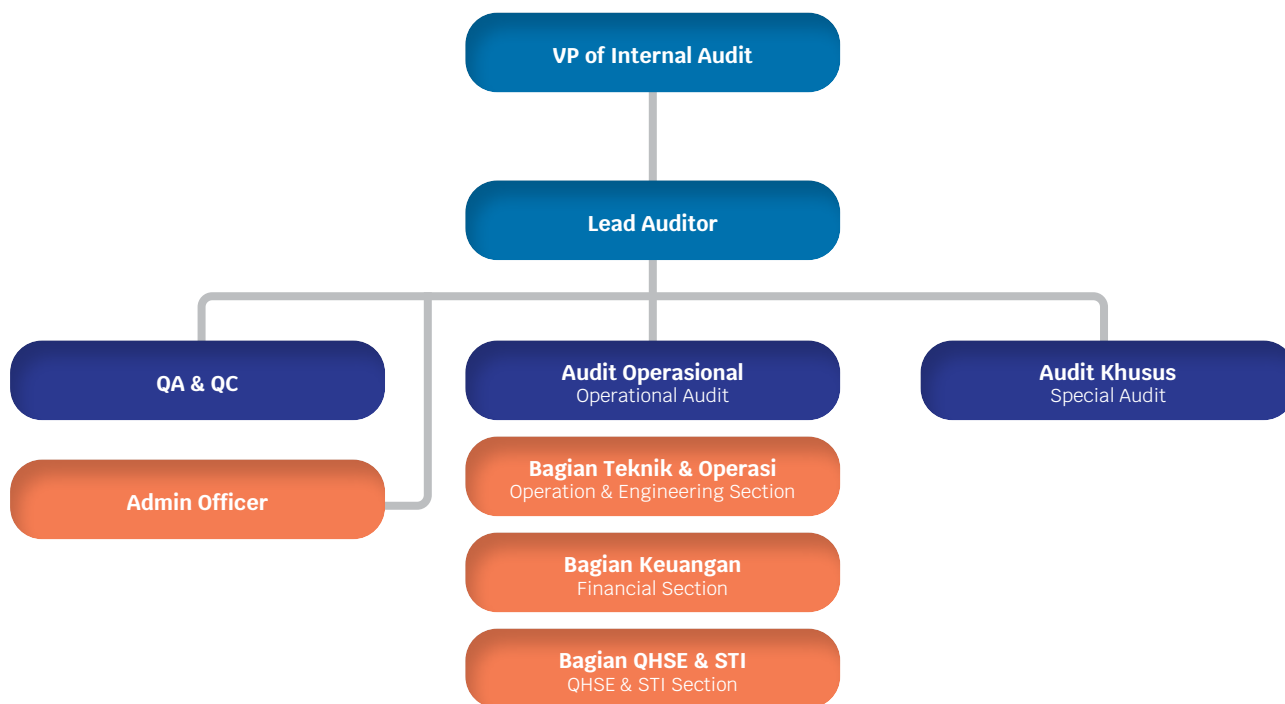 VP of Internal Audit
Lead Auditor
QA & QC
Admin Officer
Audit Operasional
Operational Audit
Bagian Teknik & Operasi
Operation & Engineering Section
Bagian Keuangan
Financial Section
Bagian QHSE & STI
QHSE & STI Section
Audit Khusus
Special Audit